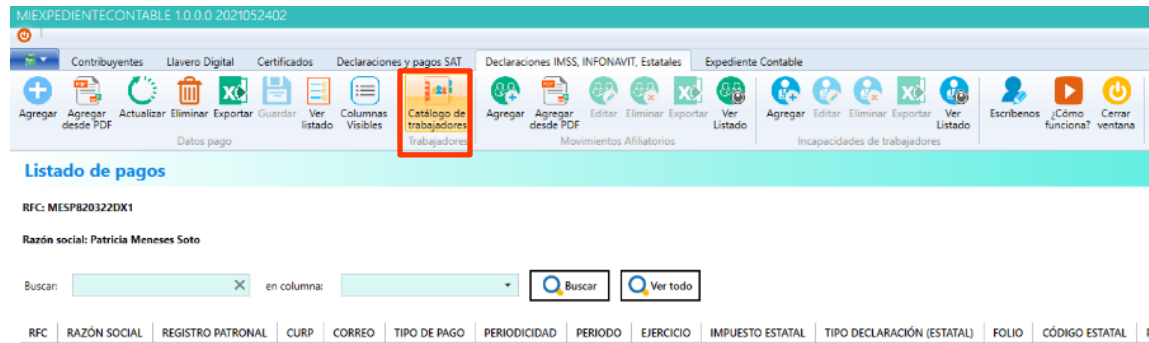 MIEXPEDIENTECONTABLE 1.0.0.0 2021052402
Contribuyentes Llavero Digital Certificados Declaraciones y pagos SAT Declaraciones IMSS, INFONAVIT, Estatales Expediente Contable
Agregar Agregar desde PDF Actualizar Eliminar Exportar Guardar Ver listado Columnas Visibles Catálogo de trabajadores Agregar Agregar desde PDF Editar Eliminar Exportar Ver Listado Agregar Editar Eliminar Exportar Ver Listado Escríbenos ¿Cómo funciona? Cerrar ventana
Datos pago Trabajadores Movimientos Afiliatorios Incapacidades de trabajadores
Listado de pagos
RFC: MESP820322DX1
Razón social: Patricia Meneses Soto
Buscar: en columna: Buscar Ver todo
RFC RAZÓN SOCIAL REGISTRO PATRONAL CURP CORREO TIPO DE PAGO PERIODICIDAD PERIODO EJERCICIO IMPUESTO ESTATAL TIPO DECLARACIÓN (ESTATAL) FOLIO CÓDIGO ESTATAL